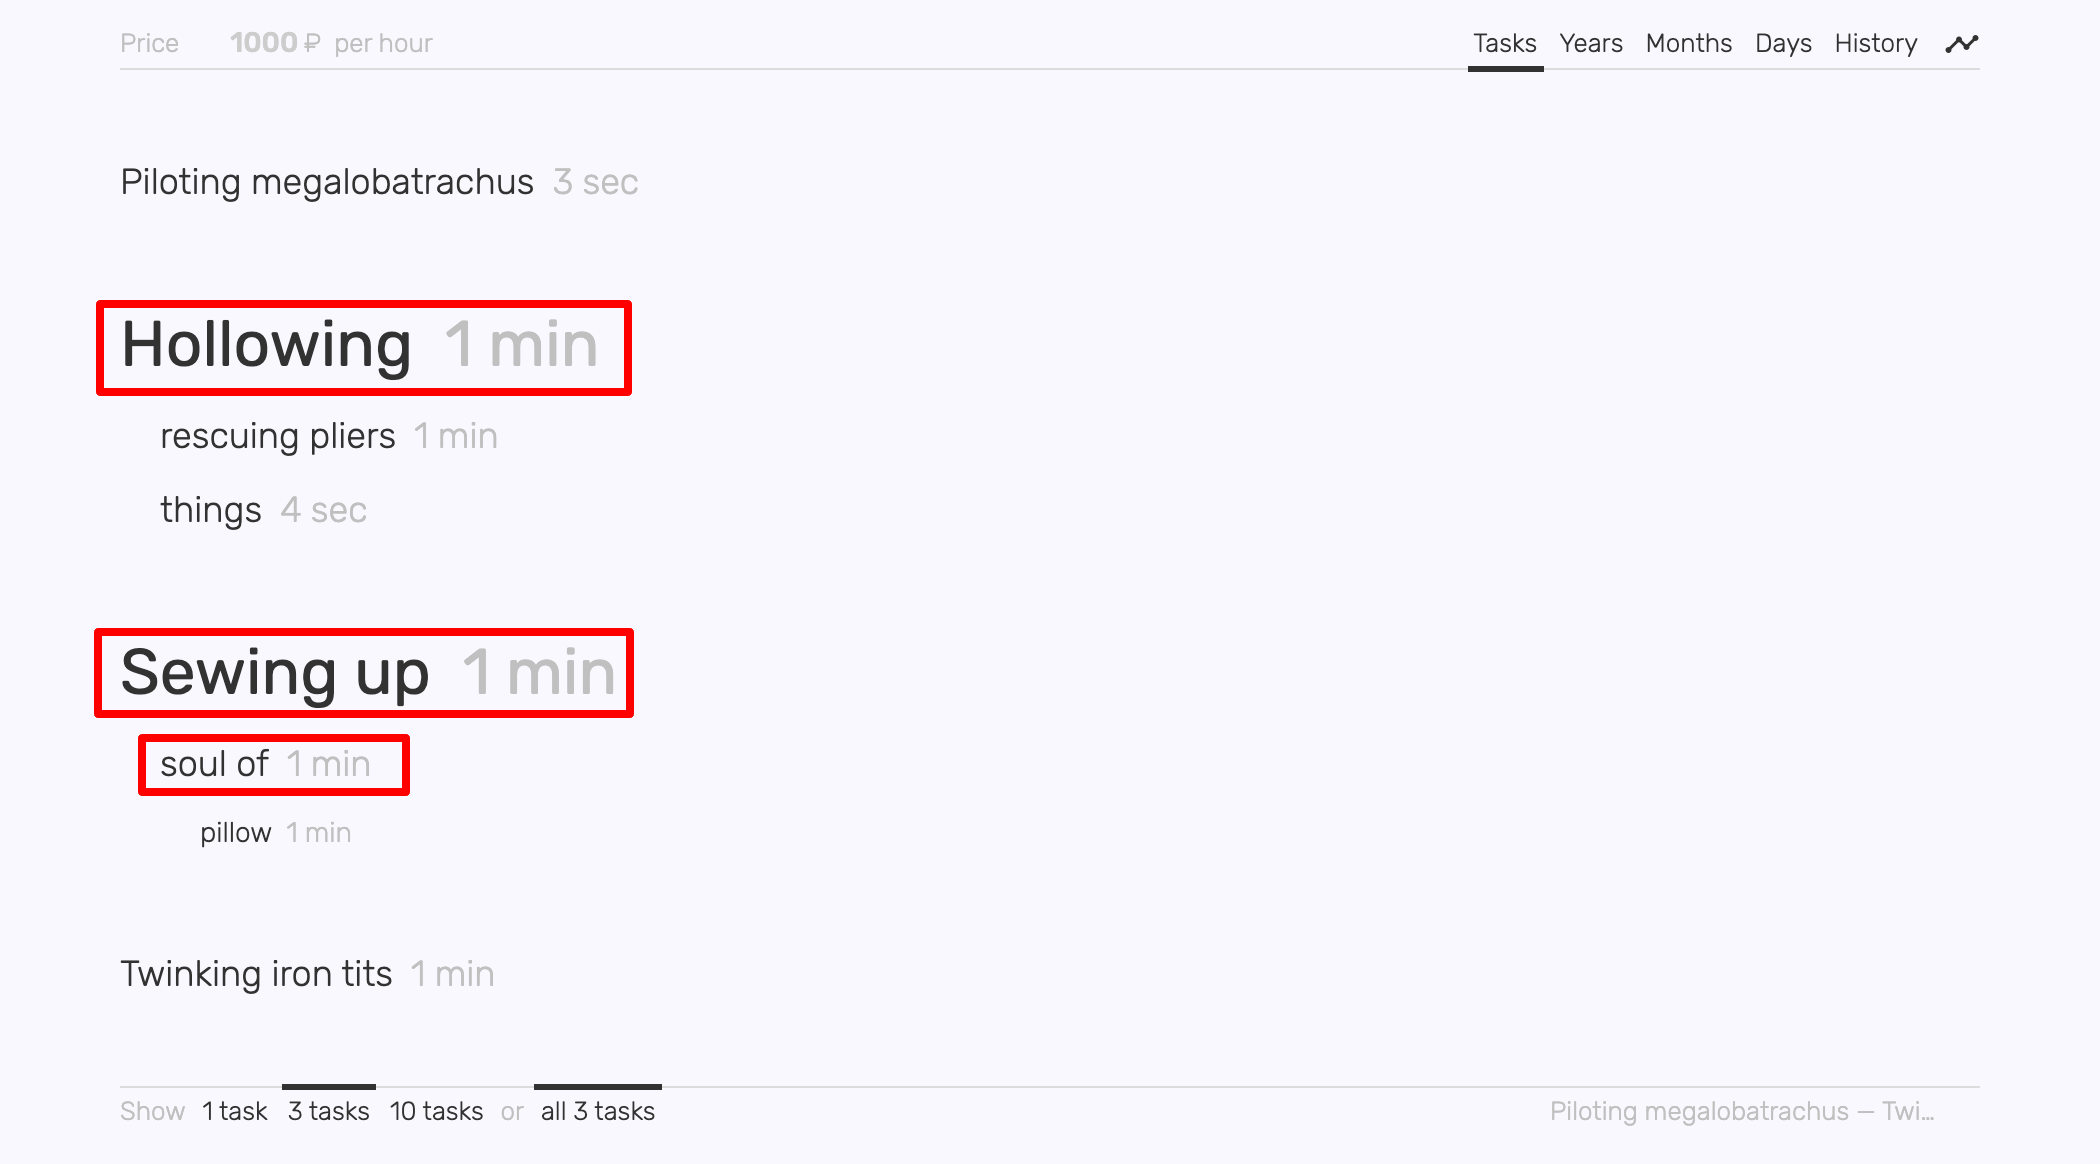 Price 1000 ₽ per hour Tasks Years Months Days History
Piloting megalobatrachus 3 sec
Hollowing 1 min
rescuing pliers 1 min
things 4 sec
Sewing up 1 min
soul of 1 min
pillow 1 min
Twinking iron tits 1 min
Show 1 task 3 tasks 10 tasks or all 3 tasks Piloting megalobatrachus — Twi...